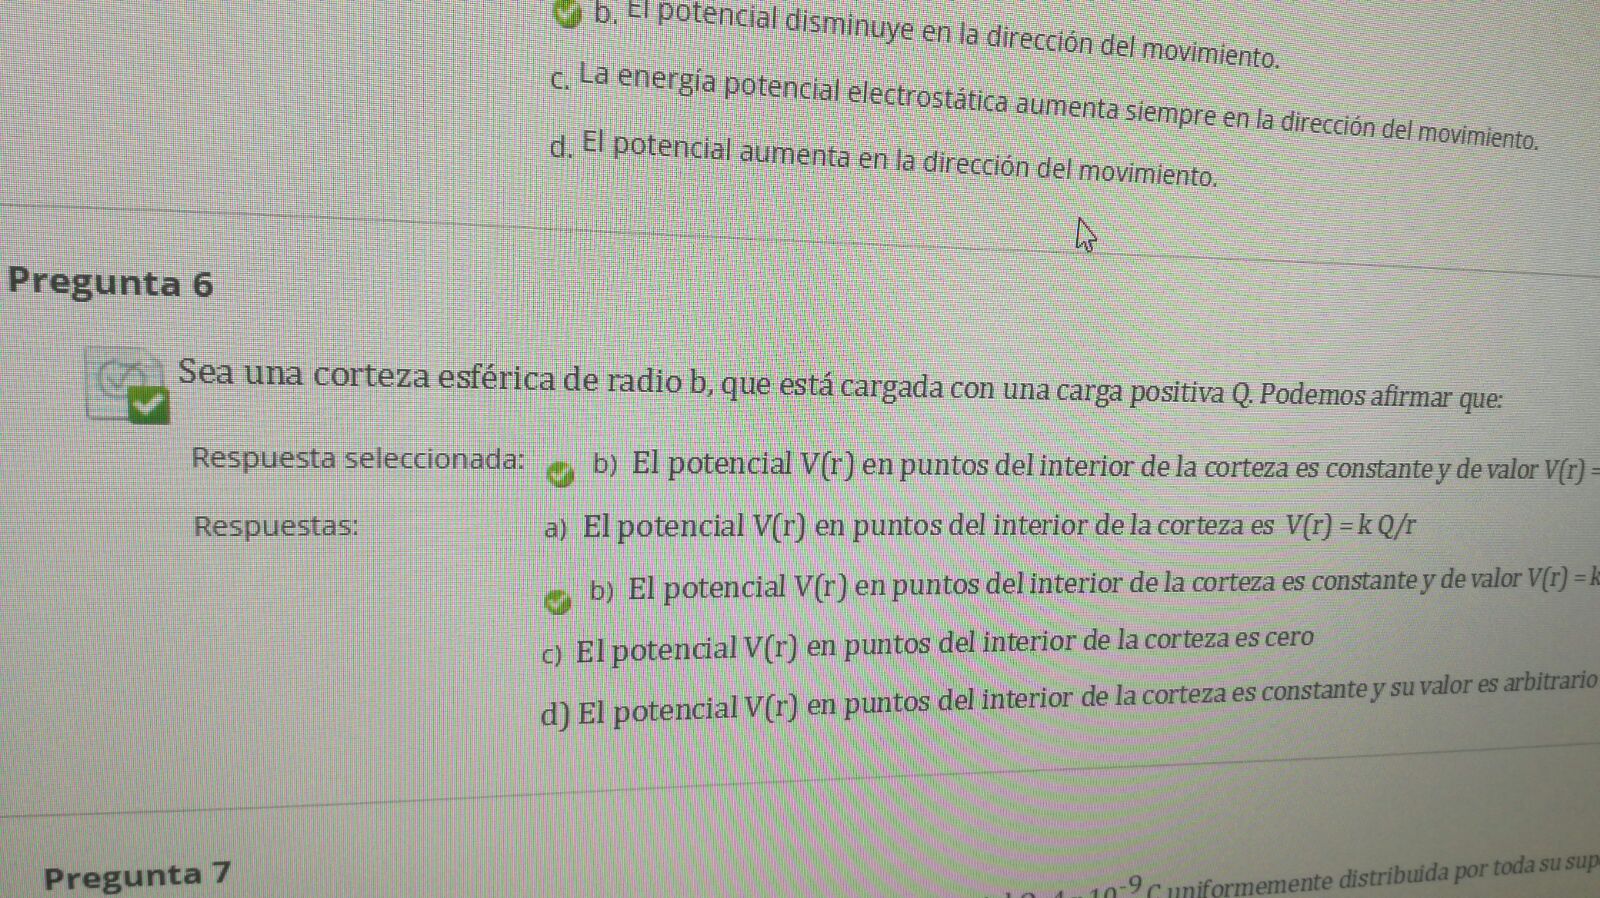 b. El potencial disminuye en la dirección del movimiento.
c. La energía potencial electrostática aumenta siempre en la dirección del movimiento.
d. El potencial aumenta en la dirección del movimiento.
Pregunta 6
Sea una corteza esférica de radio b, que está cargada con una carga positiva Q. Podemos afirmar que:
Respuesta seleccionada: b) El potencial V(r) en puntos del interior de la corteza es constante y de valor V(r) =
Respuestas: a) El potencial V(r) en puntos del interior de la corteza es V(r) = k Q/r
b) El potencial V(r) en puntos del interior de la corteza es constante y de valor V(r) = k
c) El potencial V(r) en puntos del interior de la corteza es cero
d) El potencial V(r) en puntos del interior de la corteza es constante y su valor es arbitrario
Pregunta 7
10⁻⁹ C uniformemente distribuida por toda su sup